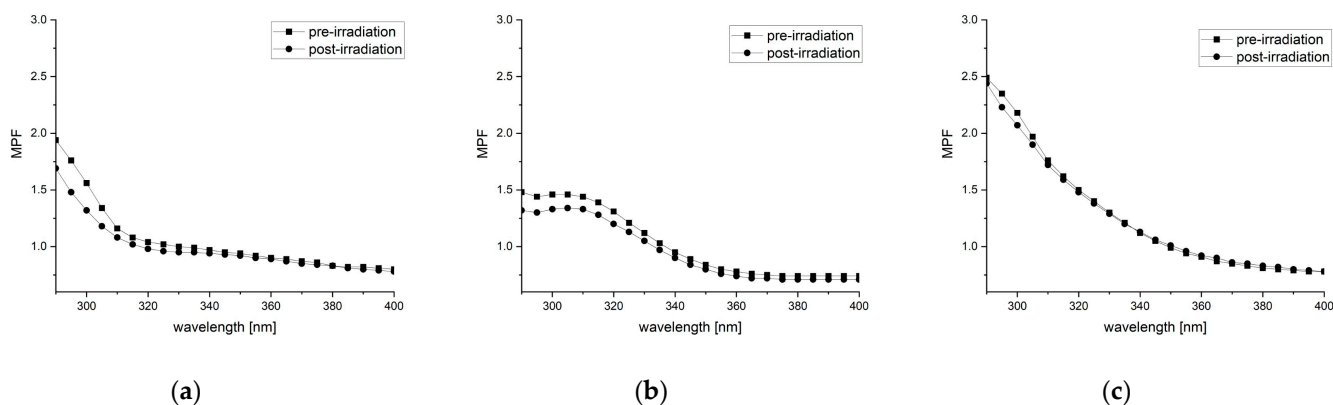 3.0
2.5
2.0
1.5
1.0
MPF
300
320
340
360
380
400
wavelength [nm]
pre-irradiation
post-irradiation
(a)
3.0
2.5
2.0
1.5
1.0
MPF
300
320
340
360
380
400
wavelength [nm]
pre-irradiation
post-irradiation
(b)
3.0
2.5
2.0
1.5
1.0
MPF
300
320
340
360
380
400
wavelength [nm]
pre-irradiation
post-irradiation
(c)